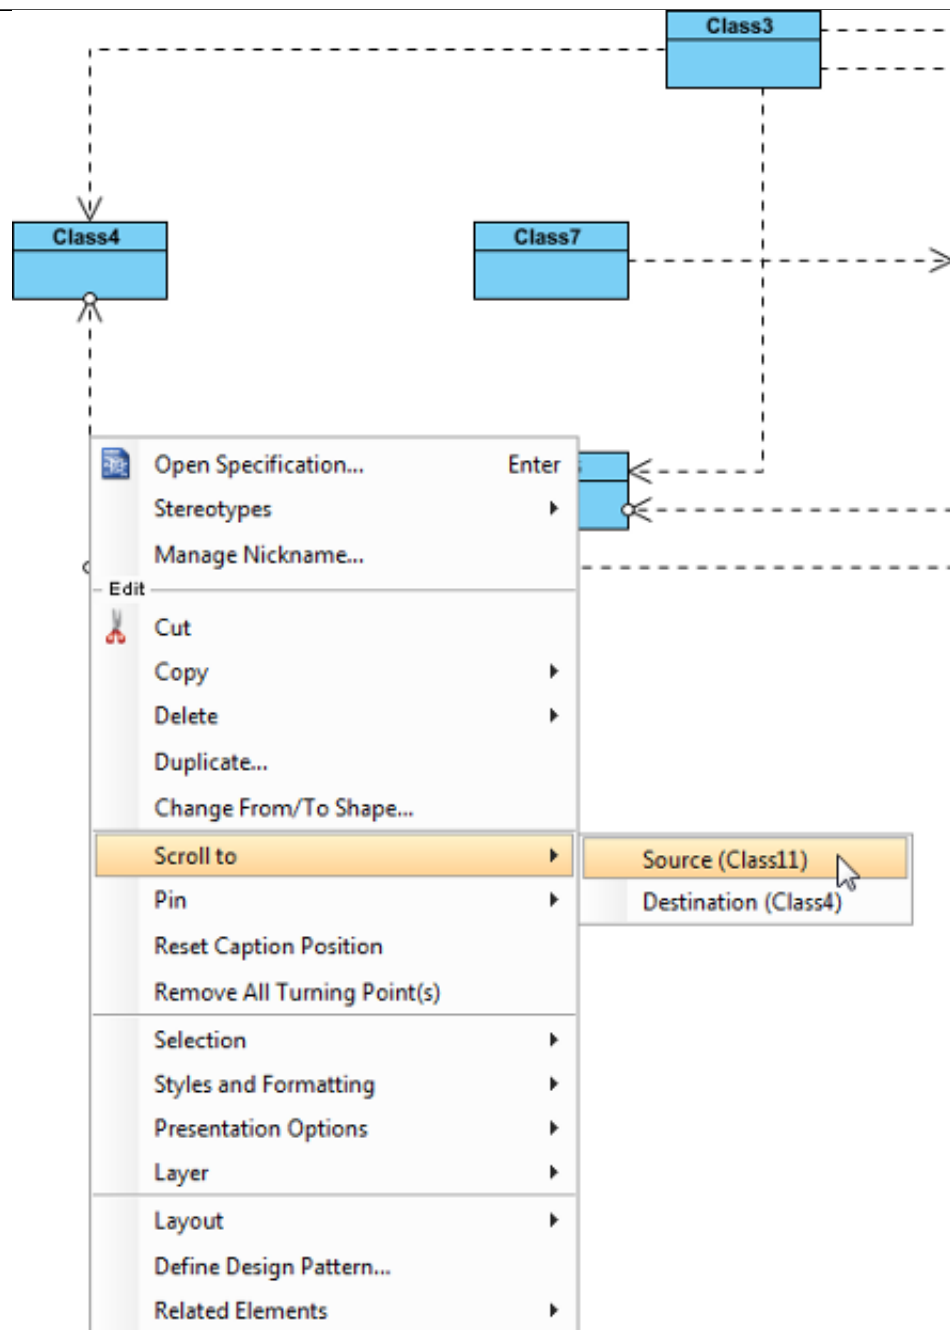 Class3
Class4
Class7
Open Specification... Enter
Stereotypes
Manage Nickname...
Edit
Cut
Copy
Delete
Duplicate...
Change From/To Shape...
Scroll to
Source (Class11)
Pin
Destination (Class4)
Reset Caption Position
Remove All Turning Point(s)
Selection
Styles and Formatting
Presentation Options
Layer
Layout
Define Design Pattern...
Related Elements